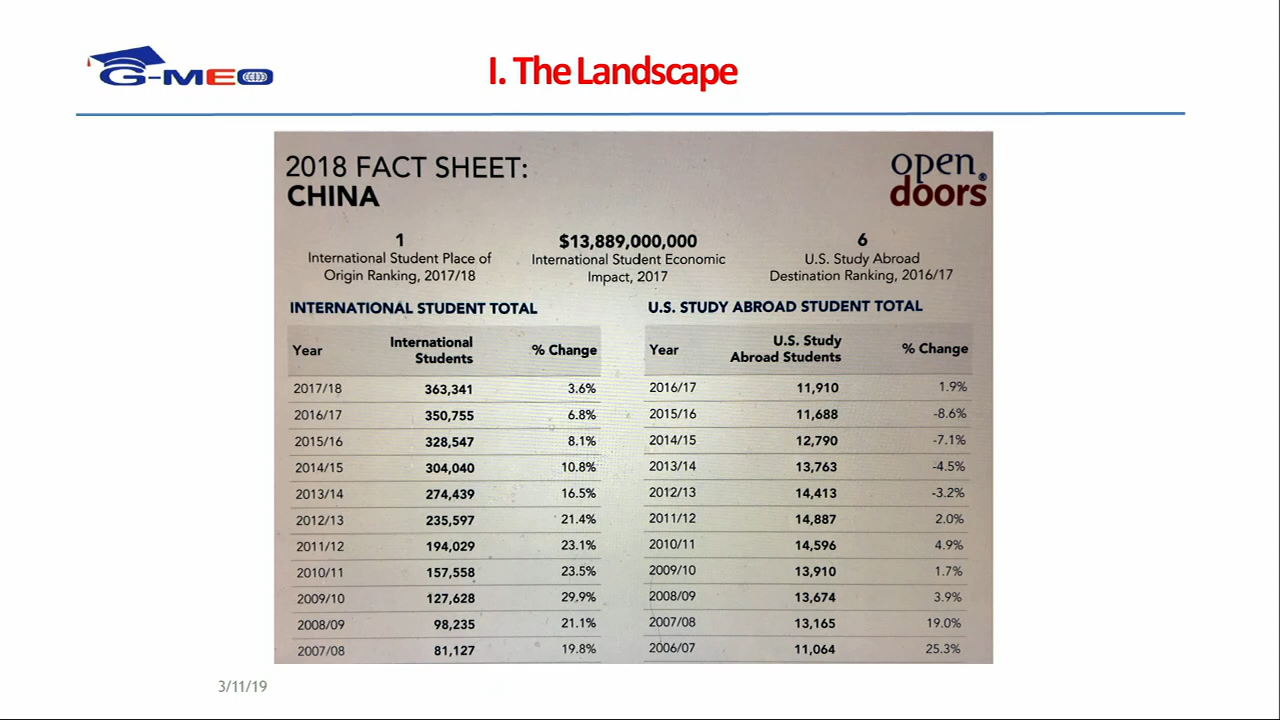 G-MEO
I. The Landscape
2018 FACT SHEET:
CHINA
open
doors®
1
International Student Place of
Origin Ranking, 2017/18
$13,889,000,000
International Student Economic
Impact, 2017
6
U.S. Study Abroad
Destination Ranking, 2016/17
INTERNATIONAL STUDENT TOTAL
Year International Students % Change
2017/18 363,341 3.6%
2016/17 350,755 6.8%
2015/16 328,547 8.1%
2014/15 304,040 10.8%
2013/14 274,439 16.5%
2012/13 235,597 21.4%
2011/12 194,029 23.1%
2010/11 157,558 23.5%
2009/10 127,628 29.9%
2008/09 98,235 21.1%
2007/08 81,127 19.8%
U.S. STUDY ABROAD STUDENT TOTAL
Year U.S. Study Abroad Students % Change
2016/17 11,910 1.9%
2015/16 11,688 -8.6%
2014/15 12,790 -7.1%
2013/14 13,763 -4.5%
2012/13 14,413 -3.2%
2011/12 14,887 2.0%
2010/11 14,596 4.9%
2009/10 13,910 1.7%
2008/09 13,674 3.9%
2007/08 13,165 19.0%
2006/07 11,064 25.3%
3/11/19